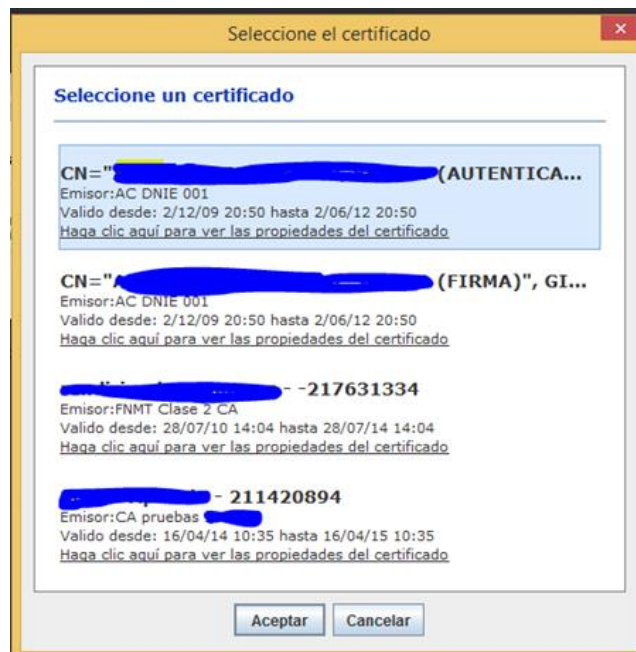 Seleccione el certificado
Seleccione un certificado
CN=" (AUTENTICA...
Emisor:AC DNIE 001
Valido desde: 2/12/09 20:50 hasta 2/06/12 20:50
Haga clic aquí para ver las propiedades del certificado
CN=" (FIRMA)", GI...
Emisor:AC DNIE 001
Valido desde: 2/12/09 20:50 hasta 2/06/12 20:50
Haga clic aquí para ver las propiedades del certificado
- -217631334
Emisor:FNMT Clase 2 CA
Valido desde: 28/07/10 14:04 hasta 28/07/14 14:04
Haga clic aquí para ver las propiedades del certificado
- 211420894
Emisor:CA pruebas
Valido desde: 16/04/14 10:35 hasta 16/04/15 10:35
Haga clic aquí para ver las propiedades del certificado
Aceptar Cancelar